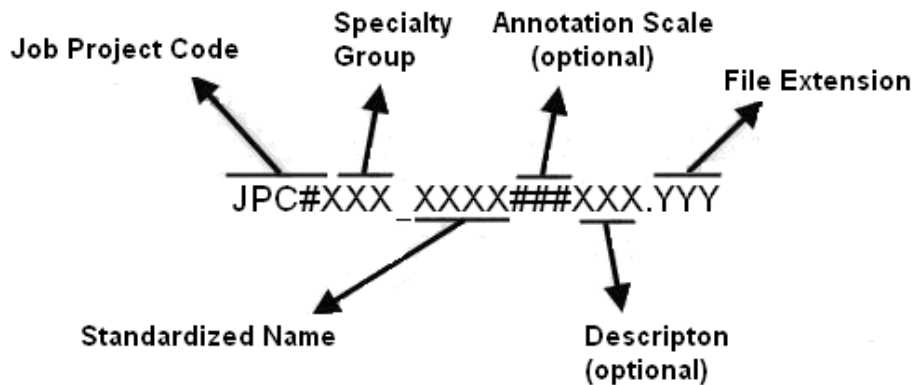 Job Project Code
Specialty
Group
Annotation Scale
(optional)
File Extension
JPC#XXX_XXXX###XXX.YYY
Standardized Name
Descripton
(optional)